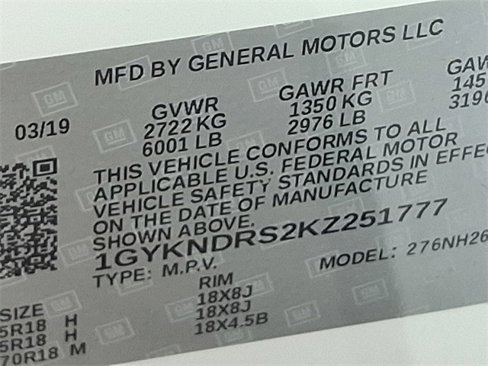 MFD BY GENERAL MOTORS LLC
03/19 GVWR GAWR FRT GAW
2722 KG 1350 KG 145
6001 LB 2976 LB 3196
THIS VEHICLE CONFORMS TO ALL
APPLICABLE U.S. FEDERAL MOTOR
VEHICLE SAFETY STANDARDS IN EFFE
ON THE DATE OF MANUFACTURE
SHOWN ABOVE.
1GYKNDRS2KZ251777
TYPE: M.P.V. MODEL: 276NH26
SIZE RIM
5R18 H 18X8J
5R18 H 18X8J
70R18 M 18X4.5B